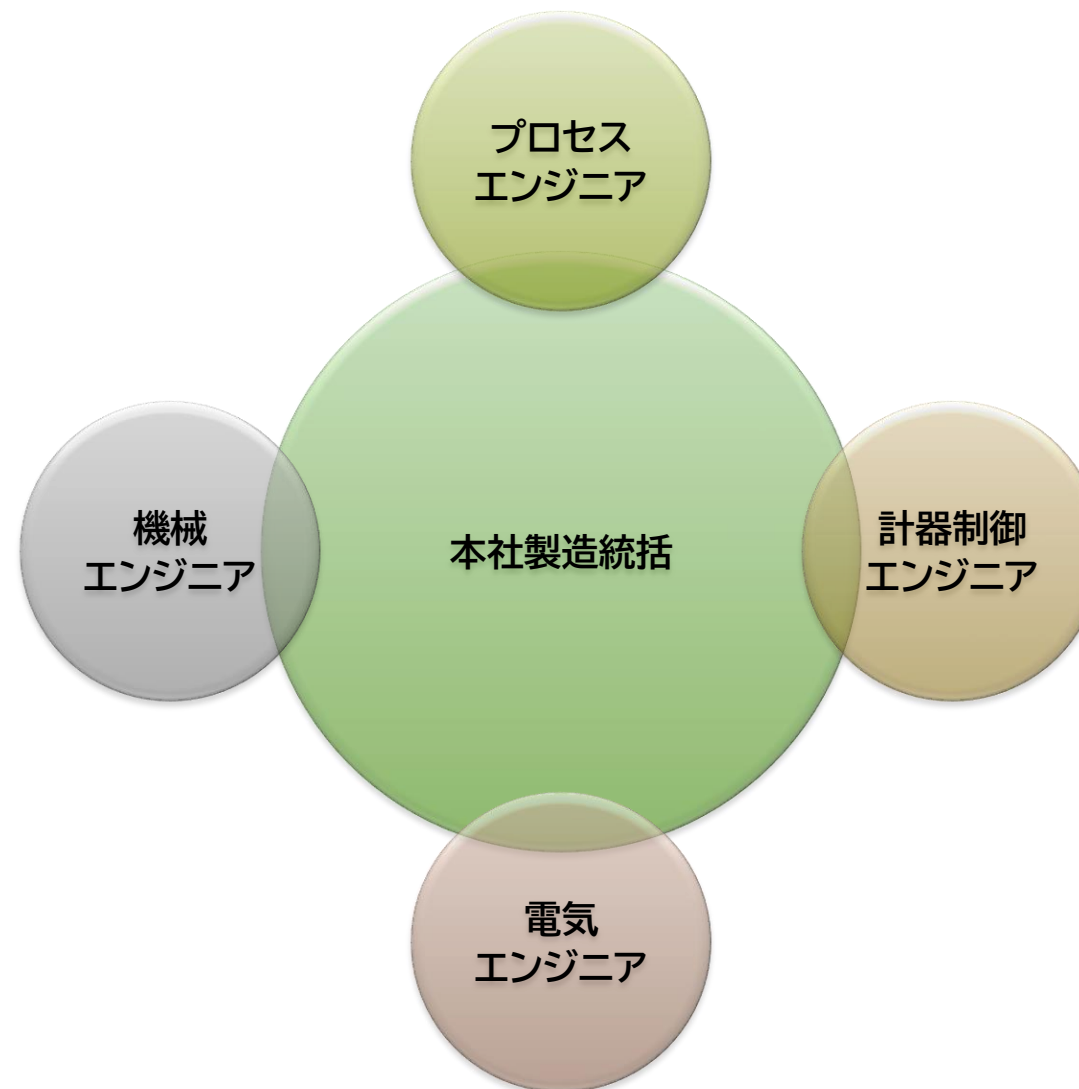 プロセス
エンジニア
機械
エンジニア
本社製造統括
計器制御
エンジニア
電気
エンジニア